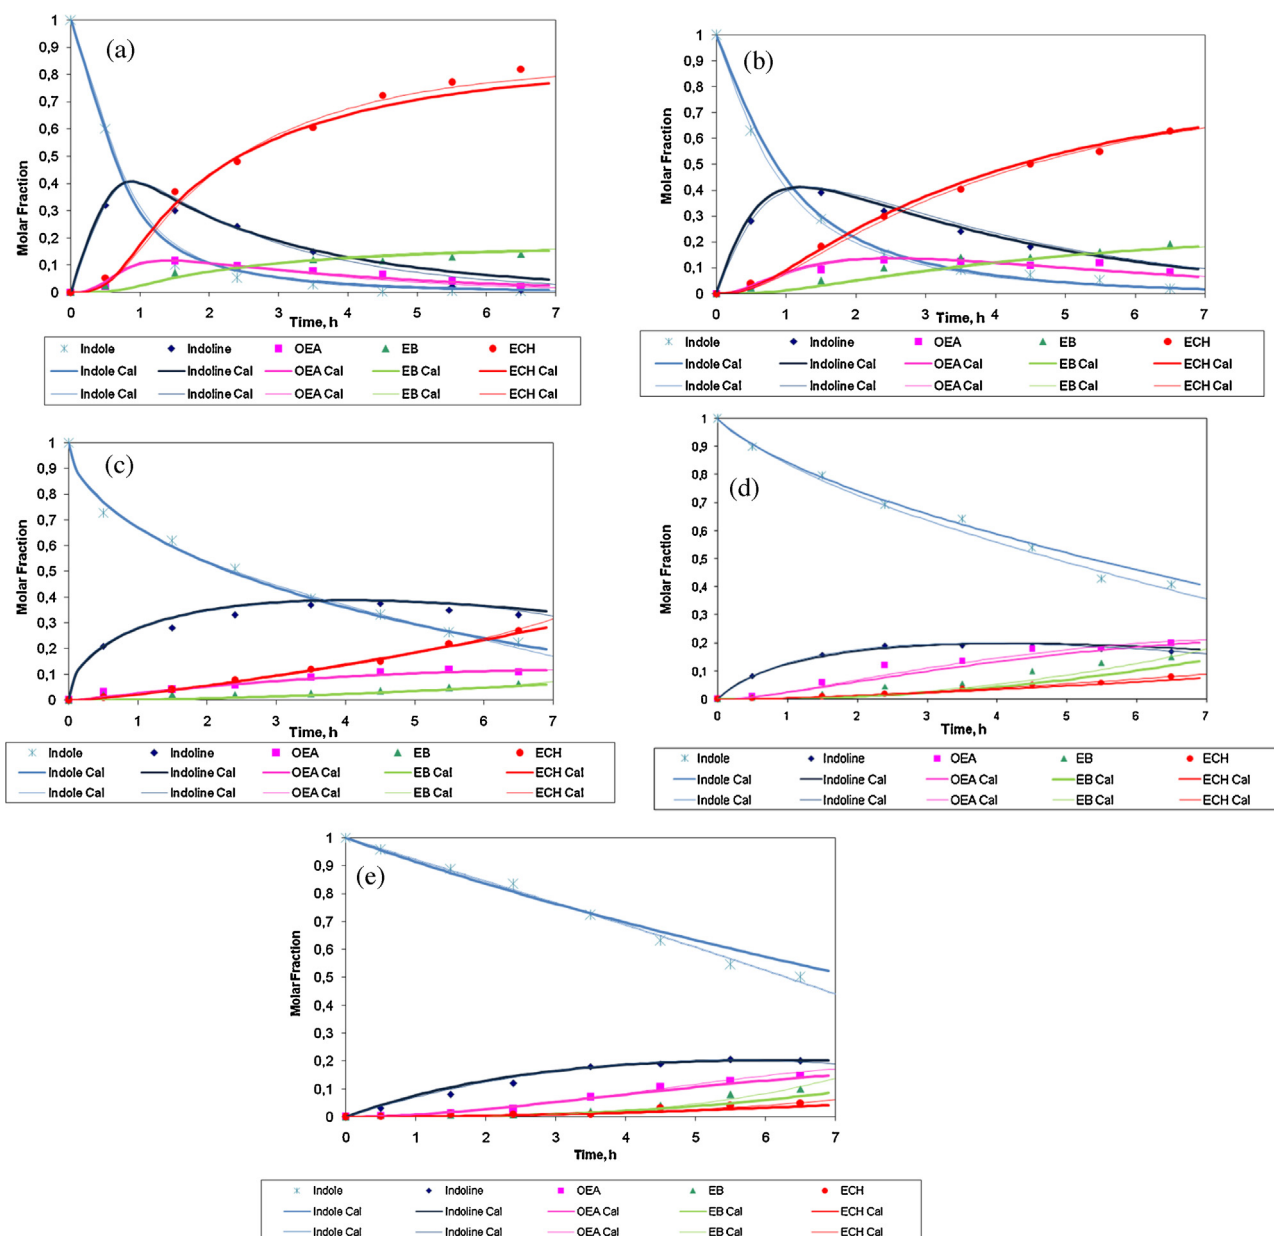 (a)
Molar Fraction
1
0,9
0,8
0,7
0,6
0,5
0,4
0,3
0,2
0,1
0
0 1 2 3 4 5 6 7
Time, h
Indole Indoline OEA EB ECH
Indole Cal Indoline Cal OEA Cal EB Cal ECH Cal
Indole Cal Indoline Cal OEA Cal EB Cal ECH Cal
(b)
Molar Fraction
1
0,9
0,8
0,7
0,6
0,5
0,4
0,3
0,2
0,1
0
0 1 2 3 4 5 6 7
Time, h
Indole Indoline OEA EB ECH
Indole Cal Indoline Cal OEA Cal EB Cal ECH Cal
Indole Cal Indoline Cal OEA Cal EB Cal ECH Cal
(c)
Molar Fraction
1
0,9
0,8
0,7
0,6
0,5
0,4
0,3
0,2
0,1
0
0 1 2 3 4 5 6 7
Time, h
Indole Indoline OEA EB ECH
Indole Cal Indoline Cal OEA Cal EB Cal ECH Cal
Indole Cal Indoline Cal OEA Cal EB Cal ECH Cal
(d)
Molar Fraction
1
0,9
0,8
0,7
0,6
0,5
0,4
0,3
0,2
0,1
0
0 1 2 3 4 5 6 7
Time, h
Indole Indoline OEA EB ECH
Indole Cal Indoline Cal OEA Cal EB Cal ECH Cal
Indole Cal Indoline Cal OEA Cal EB Cal ECH Cal
(e)
Molar Fraction
1
0,9
0,8
0,7
0,6
0,5
0,4
0,3
0,2
0,1
0
0 1 2 3 4 5 6 7
Time, h
Indole Indoline OEA EB ECH
Indole Cal Indoline Cal OEA Cal EB Cal ECH Cal
Indole Cal Indoline Cal OEA Cal EB Cal ECH Cal